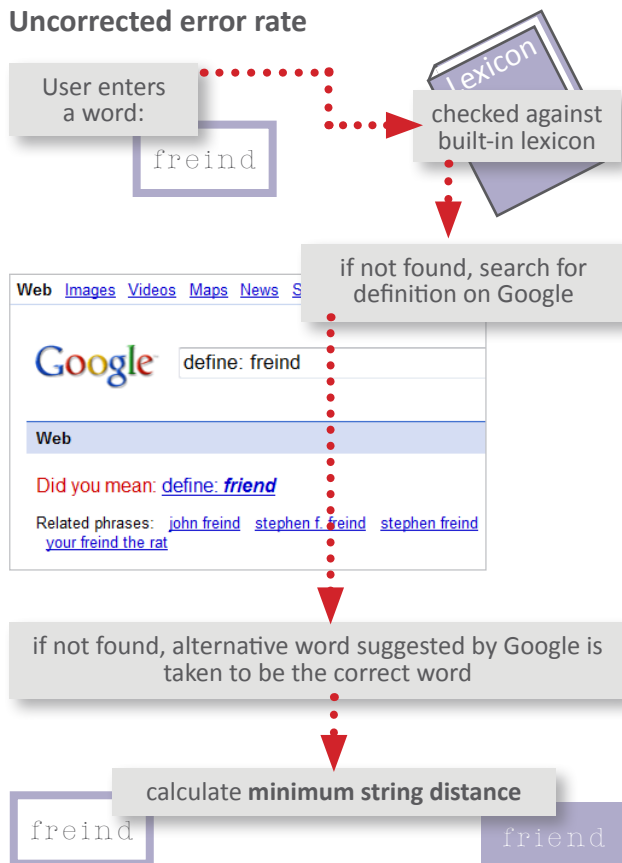 Uncorrected error rate
Lexicon
User enters
a word:
checked against
built-in lexicon
freind
if not found, search for
definition on Google
Web Images Videos Maps News S
Google define: freind
Web
Did you mean: define: friend
Related phrases: john freind stephen f. freind stephen freind
your freind the rat
if not found, alternative word suggested by Google is
taken to be the correct word
calculate minimum string distance
freind
friend